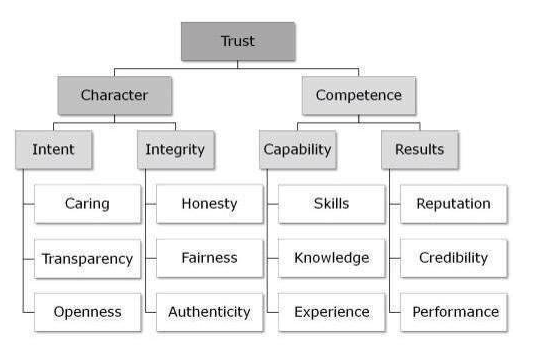 Trust
Character
Competence
Intent
Integrity
Capability
Results
Caring
Honesty
Skills
Reputation
Transparency
Fairness
Knowledge
Credibility
Openness
Authenticity
Experience
Performance